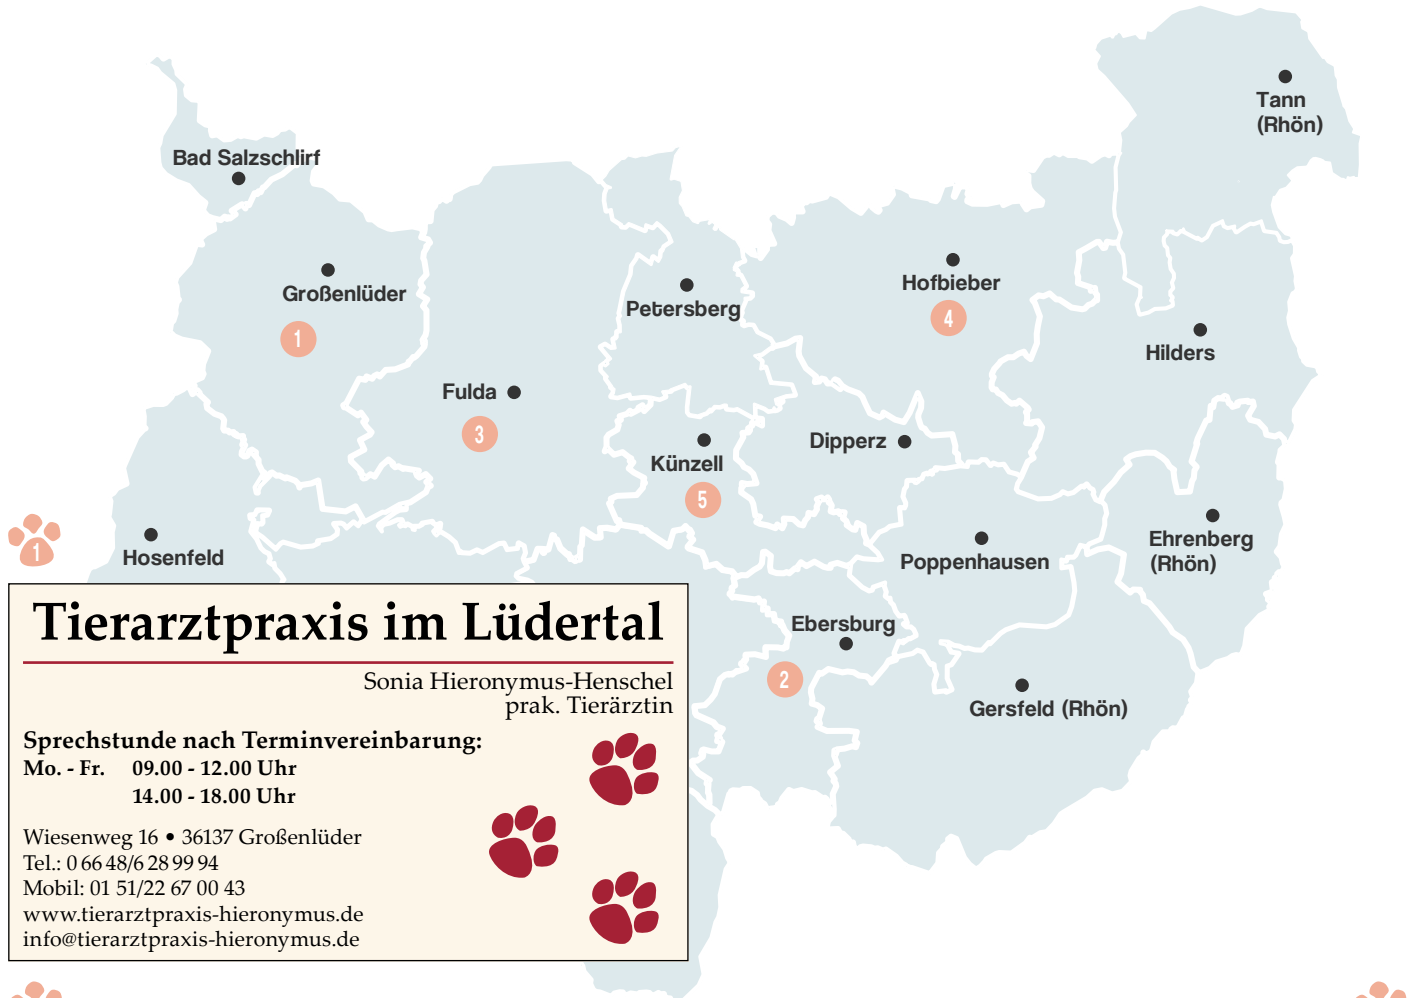 Tann
(Rhön)
Bad Salzschlirf
Großenlüder
1
Petersberg
Hofbieber
4
Hilders
Fulda
3
Künzell
5
Dipperz
Hosenfeld
1
Poppenhausen
Ehrenberg
(Rhön)
Ebersburg
2
Gersfeld (Rhön)
Tierarztpraxis im Lüdertal
Sonia Hieronymus-Henschel
prak. Tierärztin
Sprechstunde nach Terminvereinbarung:
Mo. - Fr. 09.00 - 12.00 Uhr
14.00 - 18.00 Uhr
Wiesenweg 16 • 36137 Großenlüder
Tel.: 0 66 48/6 28 99 94
Mobil: 01 51/22 67 00 43
www.tierarztpraxis-hieronymus.de
info@tierarztpraxis-hieronymus.de